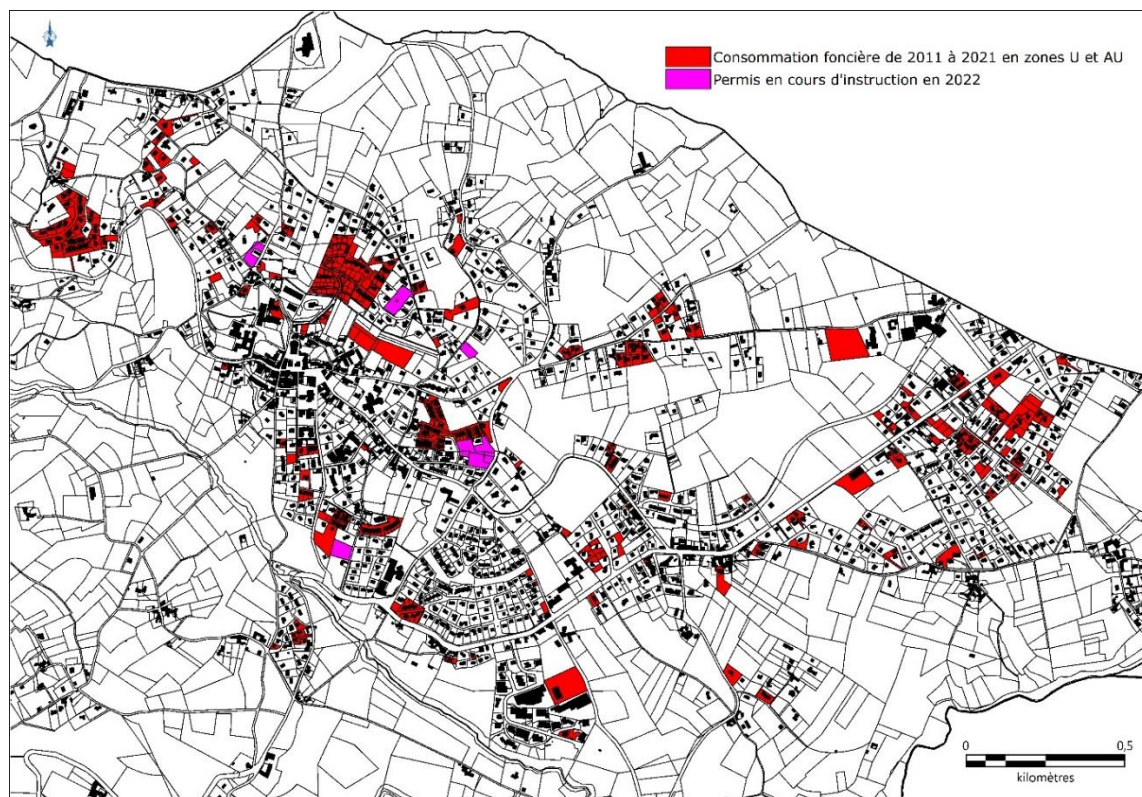 Consommation foncière de 2011 à 2021 en zones U et AU
Permis en cours d'instruction en 2022
0 0,5
kilomètres